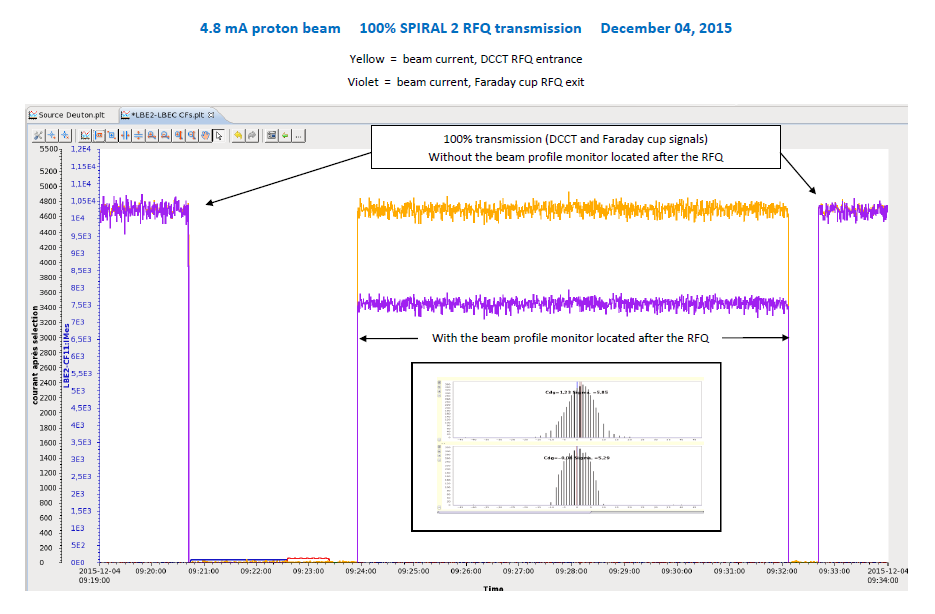 4.8 mA proton beam 100% SPIRAL 2 RFQ transmission December 04, 2015
Yellow = beam current, DCCT RFQ entrance
Violet = beam current, Faraday cup RFQ exit
Source Deuton.plt *LBE2-LBEC CFs.plt
100% transmission (DCCT and Faraday cup signals)
Without the beam profile monitor located after the RFQ
courant après sélection
5500
5200
5000
4800
4600
4400
4200
4000
3800
3600
3400
3200
3000
2800
2600
2400
2200
2000
1800
1600
1400
1200
1000
800
600
400
200
0
LBE2-CF11:IMes
1,2E4
1,15E4
1,1E4
1,05E4
1E4
9,5E3
9E3
8,5E3
8E3
7,5E3
7E3
6,5E3
6E3
5,5E3
5E3
4,5E3
4E3
3,5E3
3E3
2,5E3
2E3
1,5E3
1E3
5E2
0E0
With the beam profile monitor located after the RFQ
2015-12-04 09:19:00
09:20:00 09:21:00 09:22:00 09:23:00 09:24:00 09:25:00 09:26:00 09:27:00 09:28:00 09:29:00 09:30:00 09:31:00 09:32:00 09:33:00
2015-12-04 09:34:00
Time